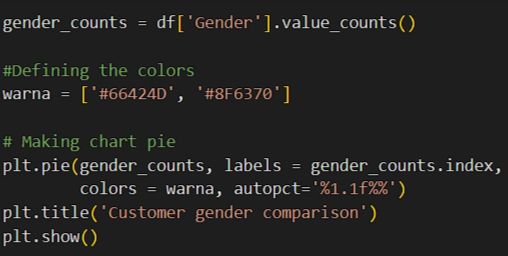 gender_counts = df['Gender'].value_counts()
#Defining the colors
warna = ['#66424D', '#8F6370']
# Making chart pie
plt.pie(gender_counts, labels = gender_counts.index,
        colors = warna, autopct='%1.1f%%')
plt.title('Customer gender comparison')
plt.show()